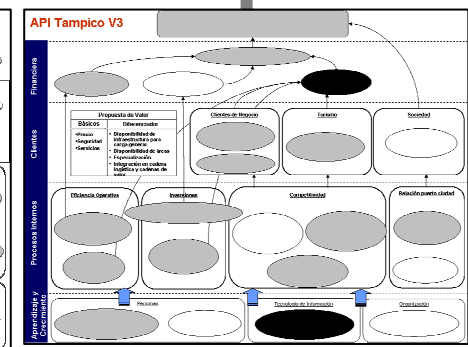 API Tampico V3
Financiera
Propuesta de Valor
Básicos
Diferenciador
•Precio
•Seguridad
•Servicios
• Disponibilidad de
infraestructura para
carga general
• Disponibilidad de áreas
• Especialización
• Integración en cadena
logística y cadenas de
valor
Clientes
Clientes de Negocio
Turismo
Sociedad
Procesos Internos
Eficiencia Operativa
Inversiones
Competitividad
Relación puerto ciudad
Aprendizaje y
Crecimiento
Personas
Tecnología de Información
Organización